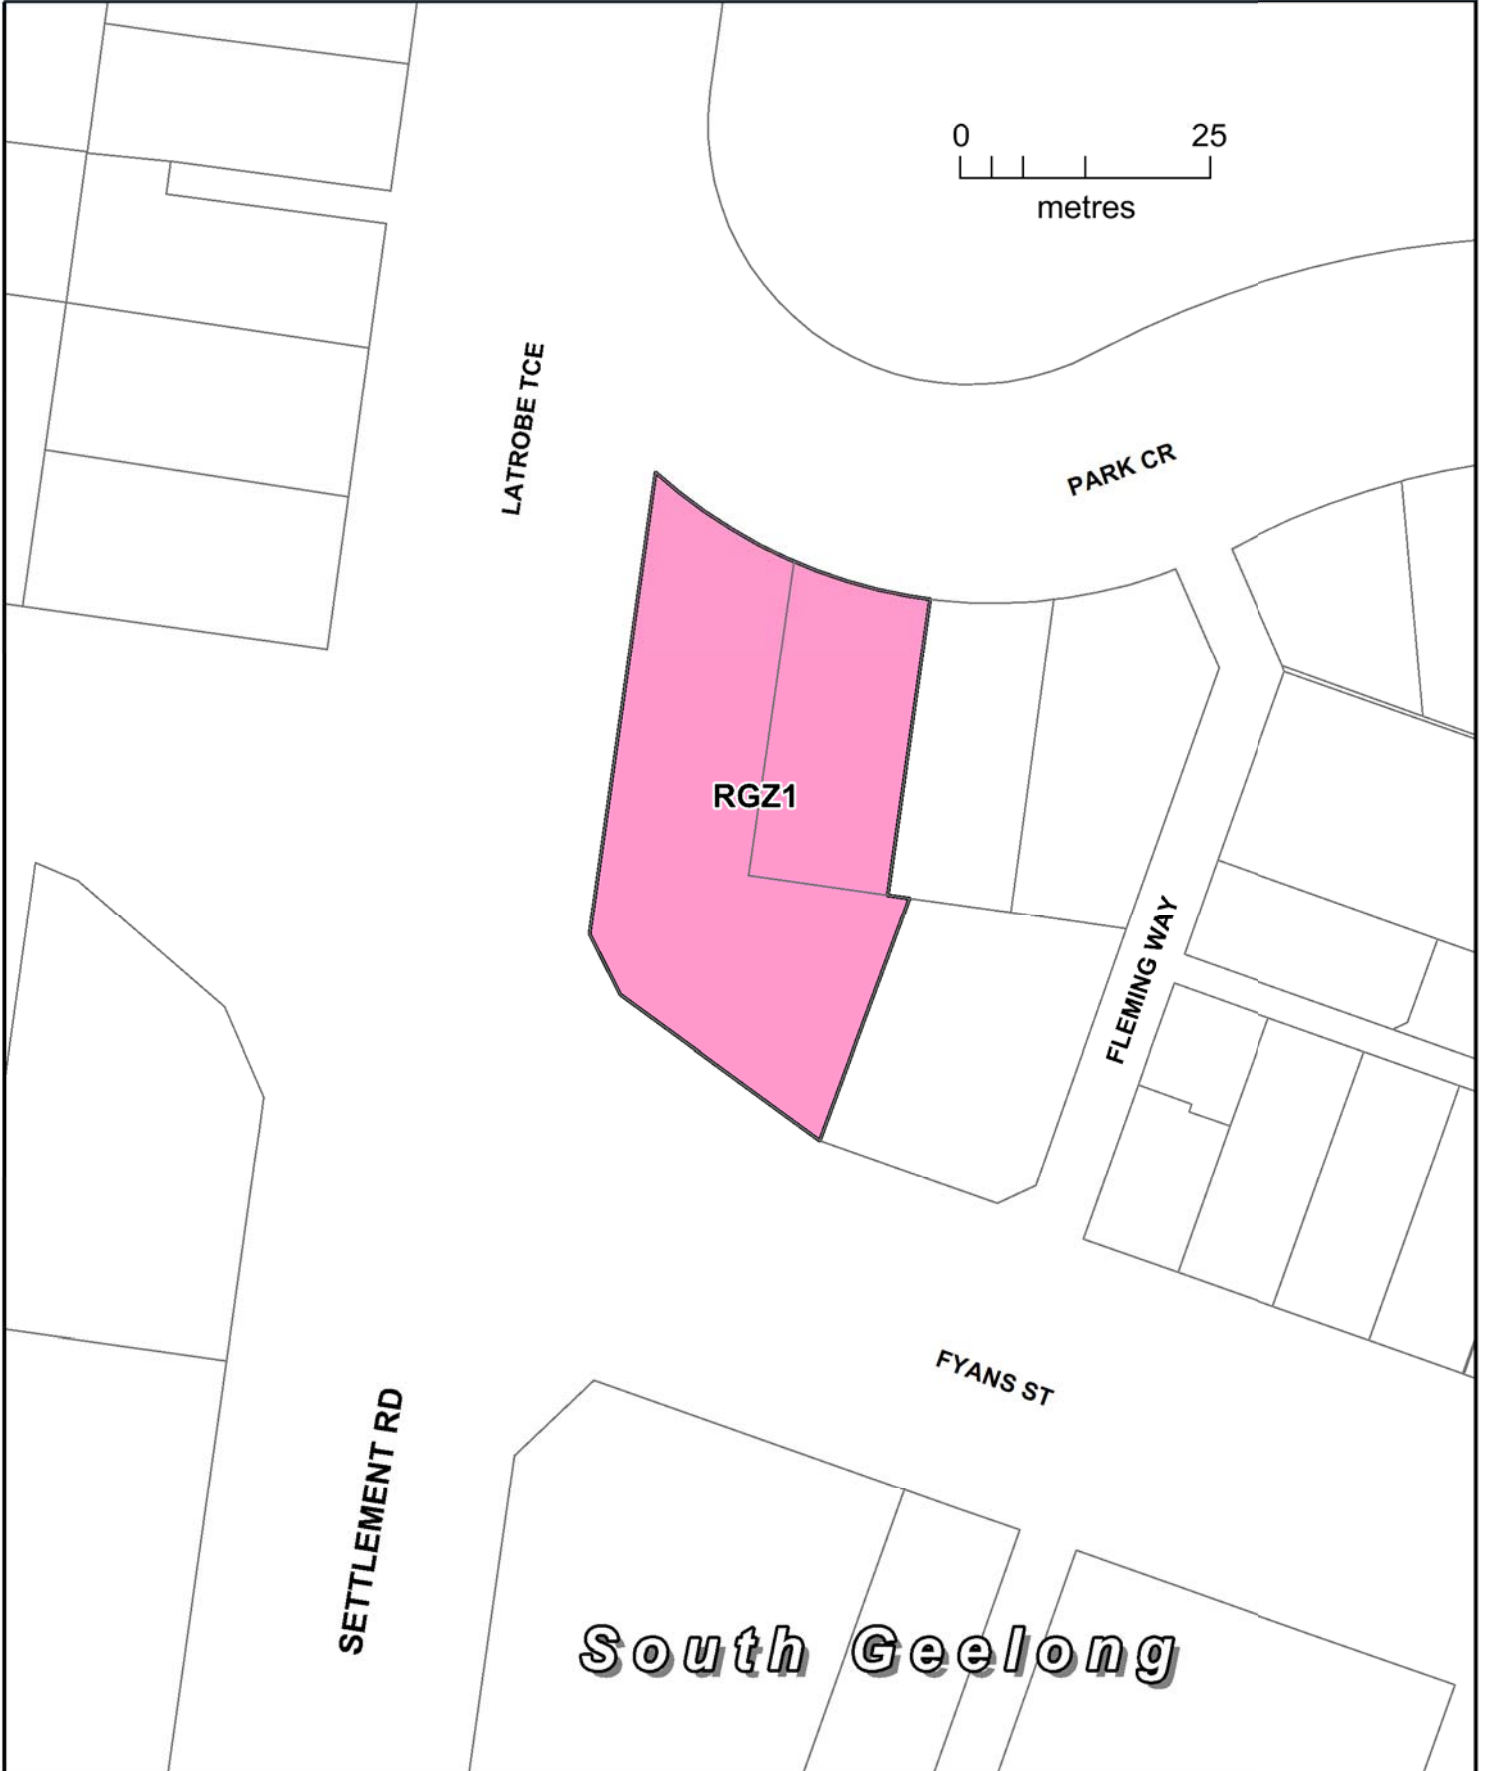 0 25
metres
LATROBE TCE
PARK CR
RGZ1
FLEMING WAY
FYANS ST
SETTLEMENT RD
South Geelong